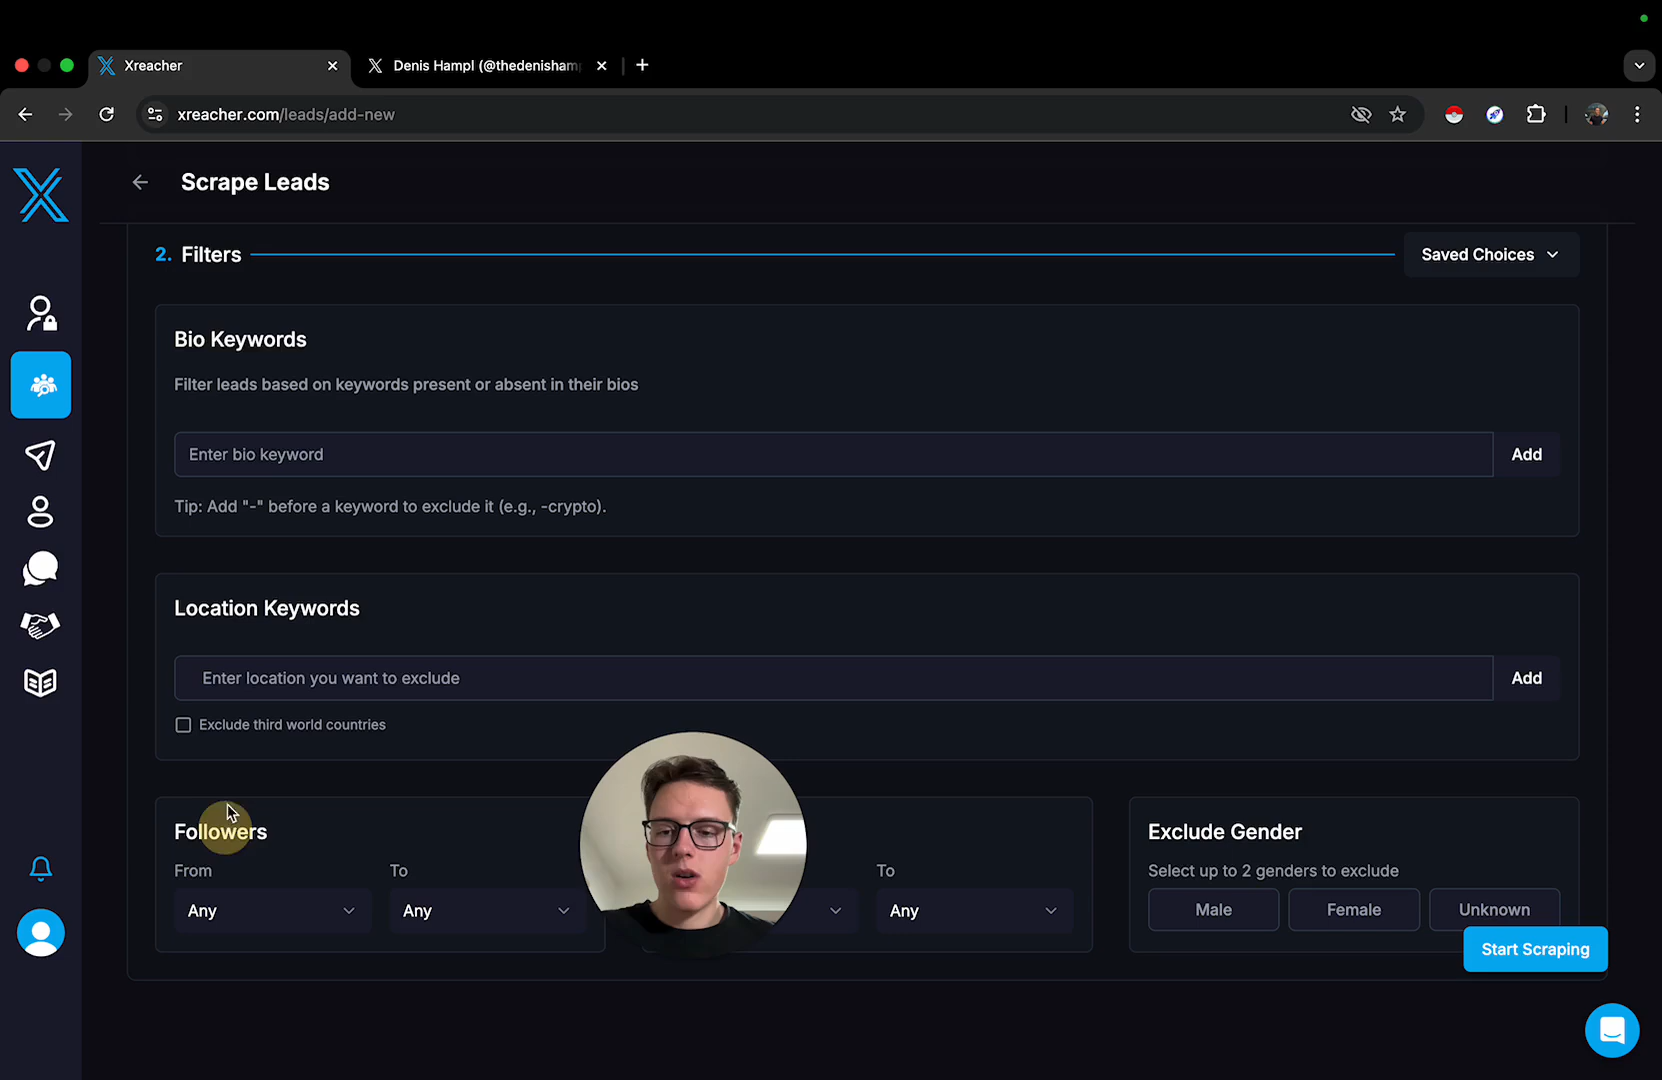 Xreacher
Denis Hampl (@thedenisham
xreacher.com/leads/add-new
Scrape Leads
2. Filters
Saved Choices
Bio Keywords
Filter leads based on keywords present or absent in their bios
Enter bio keyword
Add
Tip: Add "-" before a keyword to exclude it (e.g., -crypto).
Location Keywords
Enter location you want to exclude
Add
Exclude third world countries
Followers
From
To
Any
Any
To
Any
Exclude Gender
Select up to 2 genders to exclude
Male
Female
Unknown
Start Scraping